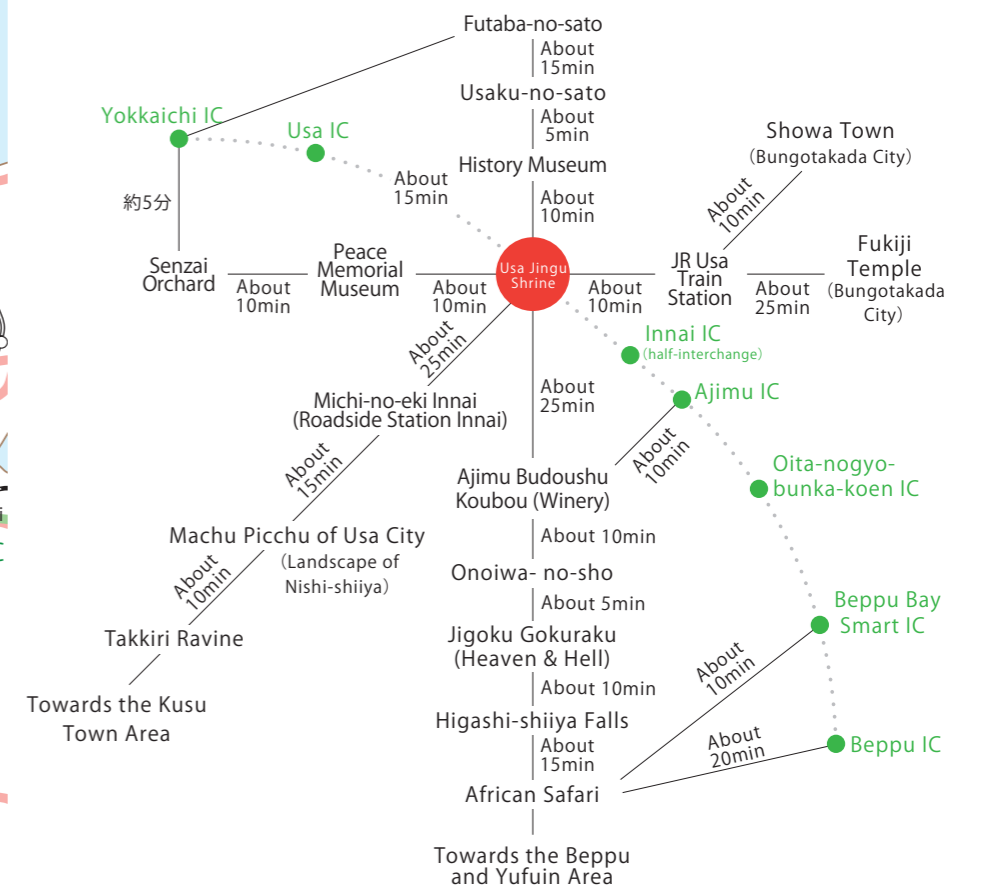 Futaba-no-sato
About
15min
Usaku-no-sato
About
5min
History Museum
About
10min
Yokkaichi IC
Usa IC
About
15min
約5分
Showa Town
(Bungotakada City)
About
10min
Senzai
Orchard
About
10min
Peace
Memorial
Museum
About
10min
Usa Jingu
Shrine
About
10min
JR Usa
Train
Station
About
25min
Fukiji
Temple
(Bungotakada
City)
Innai IC
(half-interchange)
Ajimu IC
About
10min
Oita-nogyo-
bunka-koen IC
Beppu Bay
Smart IC
About
10min
Beppu IC
About
20min
About
25min
Michi-no-eki Innai
(Roadside Station Innai)
About
15min
Machu Picchu of Usa City
(Landscape of
Nishi-shiiya)
About
10min
Takkiri Ravine
Towards the Kusu
Town Area
About
25min
Ajimu Budoushu
Koubou (Winery)
About 10min
Onoiwa- no-sho
About 5min
Jigoku Gokuraku
(Heaven & Hell)
About 10min
Higashi-shiiya Falls
About
15min
African Safari
Towards the Beppu
and Yufuin Area